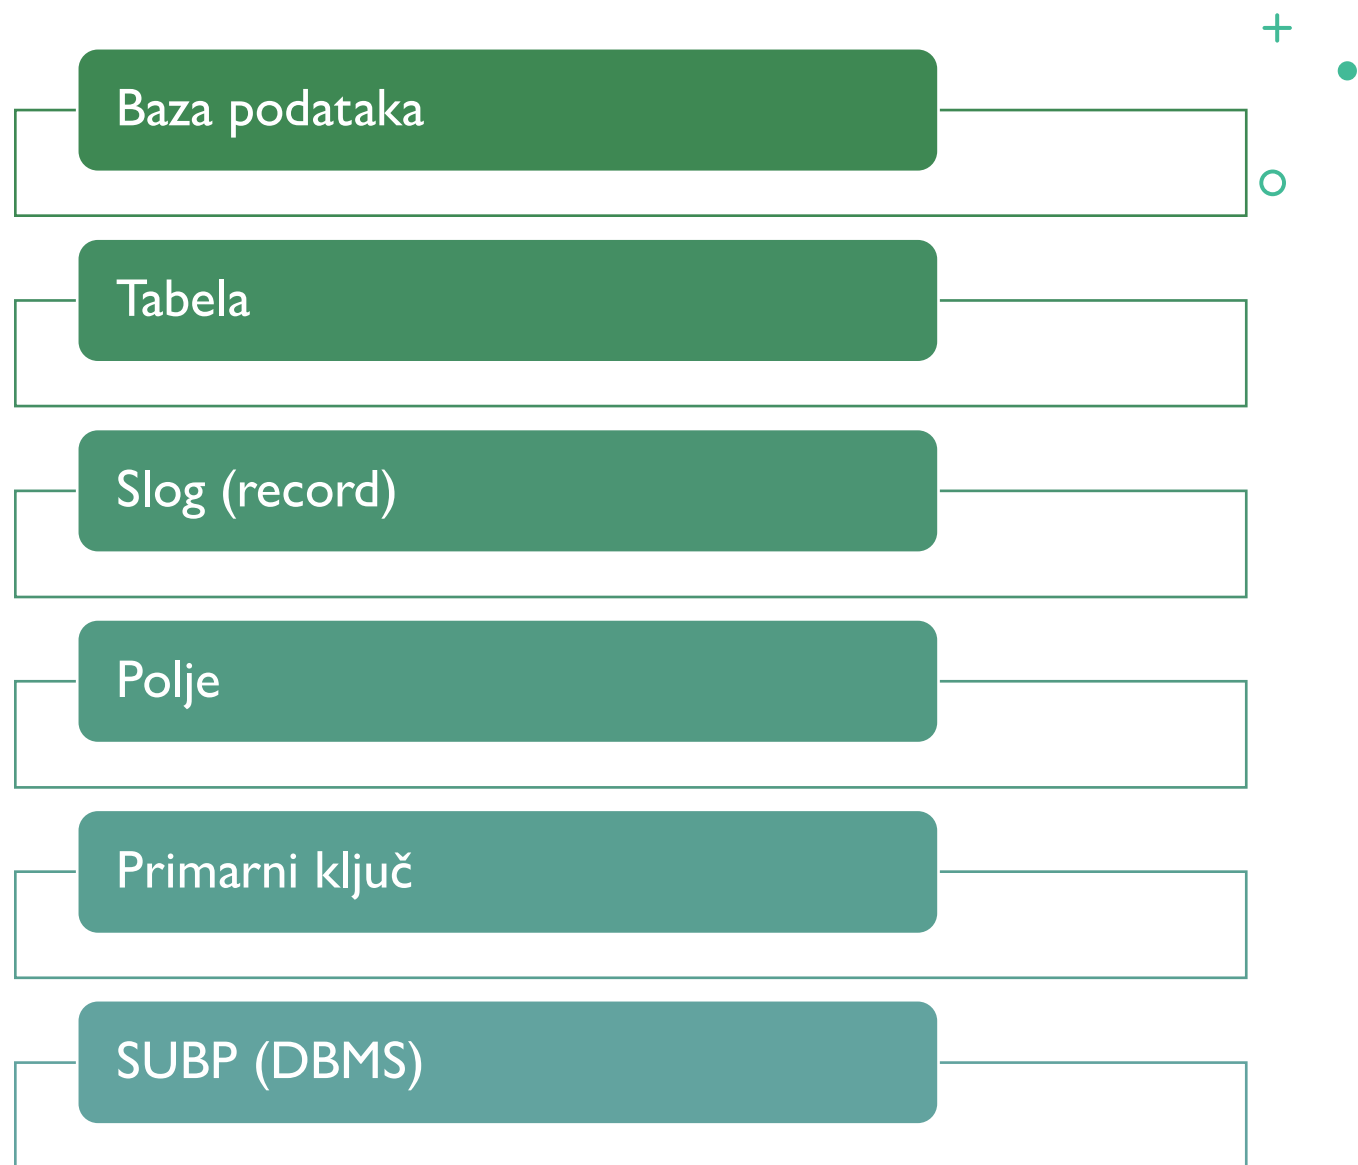 Baza podataka
Tabela
Slog (record)
Polje
Primarni ključ
SUBP (DBMS)